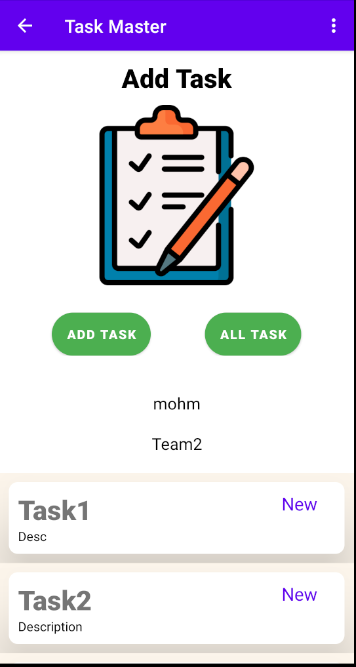 Task Master
Add Task
ADD TASK
ALL TASK
mohm
Team2
Task1
New
Desc
Task2
New
Description